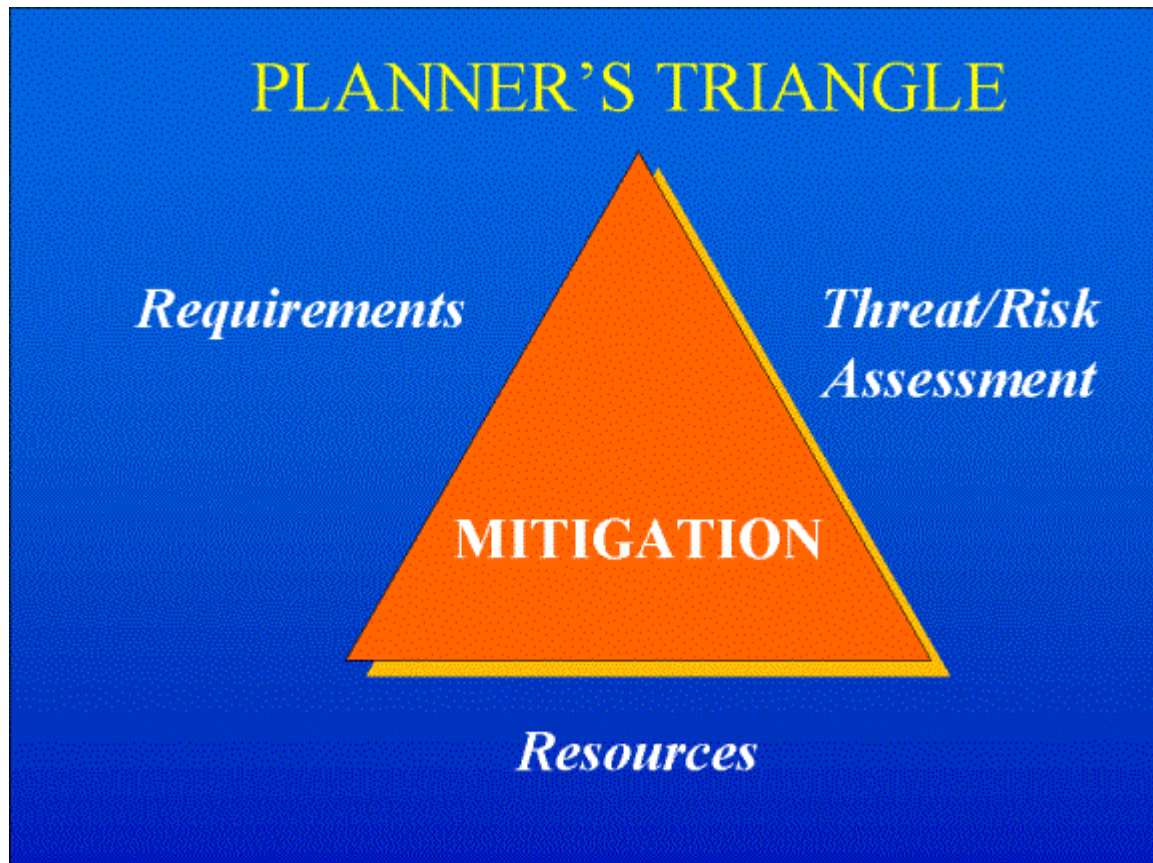 PLANNER’S TRIANGLE
Requirements
Threat/Risk
Assessment
MITIGATION
Resources